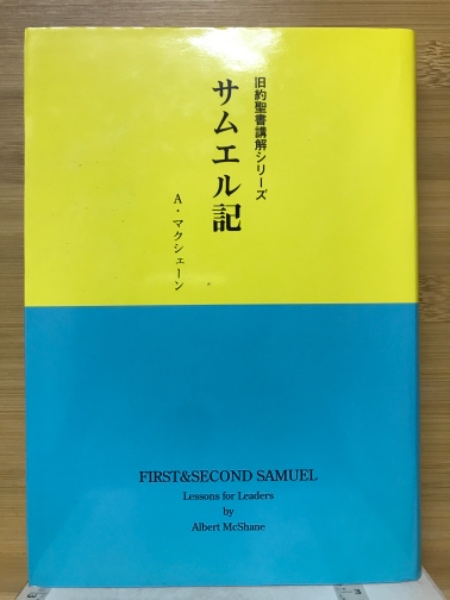 旧約聖書講解シリーズ
サムエル記
A・マクシェーン
FIRST&SECOND SAMUEL
Lessons for Leaders
by
Albert McShane